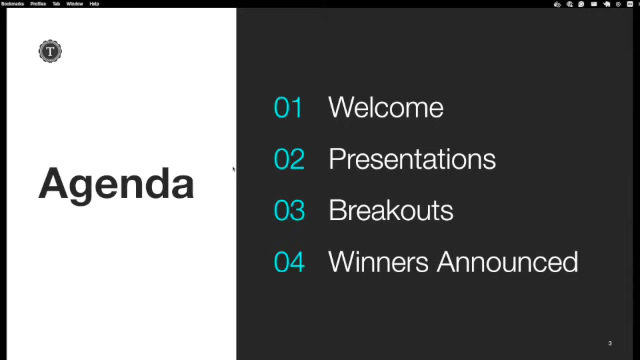 Bookmarks Profiles Tab Window Help
T
Agenda
01 Welcome
02 Presentations
03 Breakouts
04 Winners Announced
3